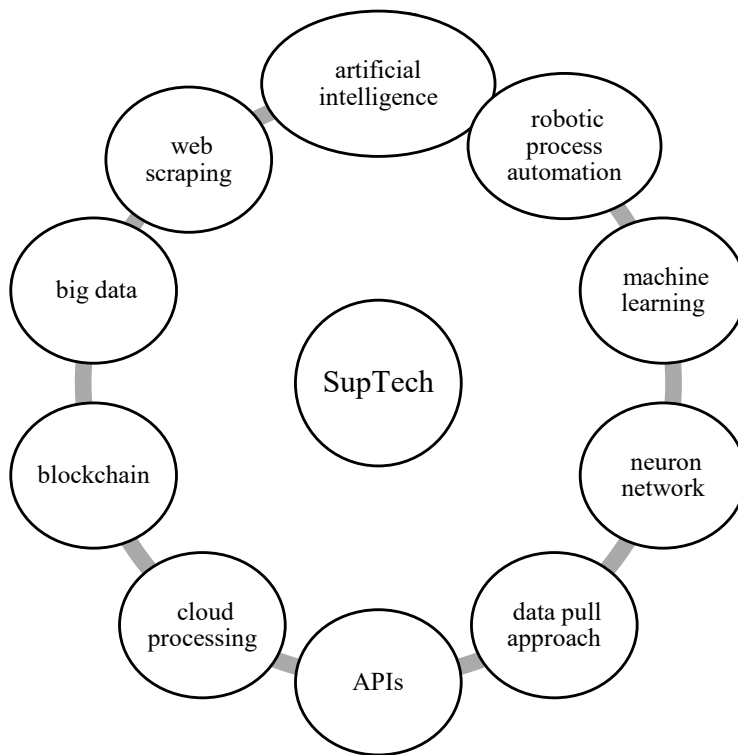 artificial
intelligence
robotic
process
automation
machine
learning
neuron
network
data pull
approach
APIs
cloud
processing
blockchain
big data
web
scraping
SupTech